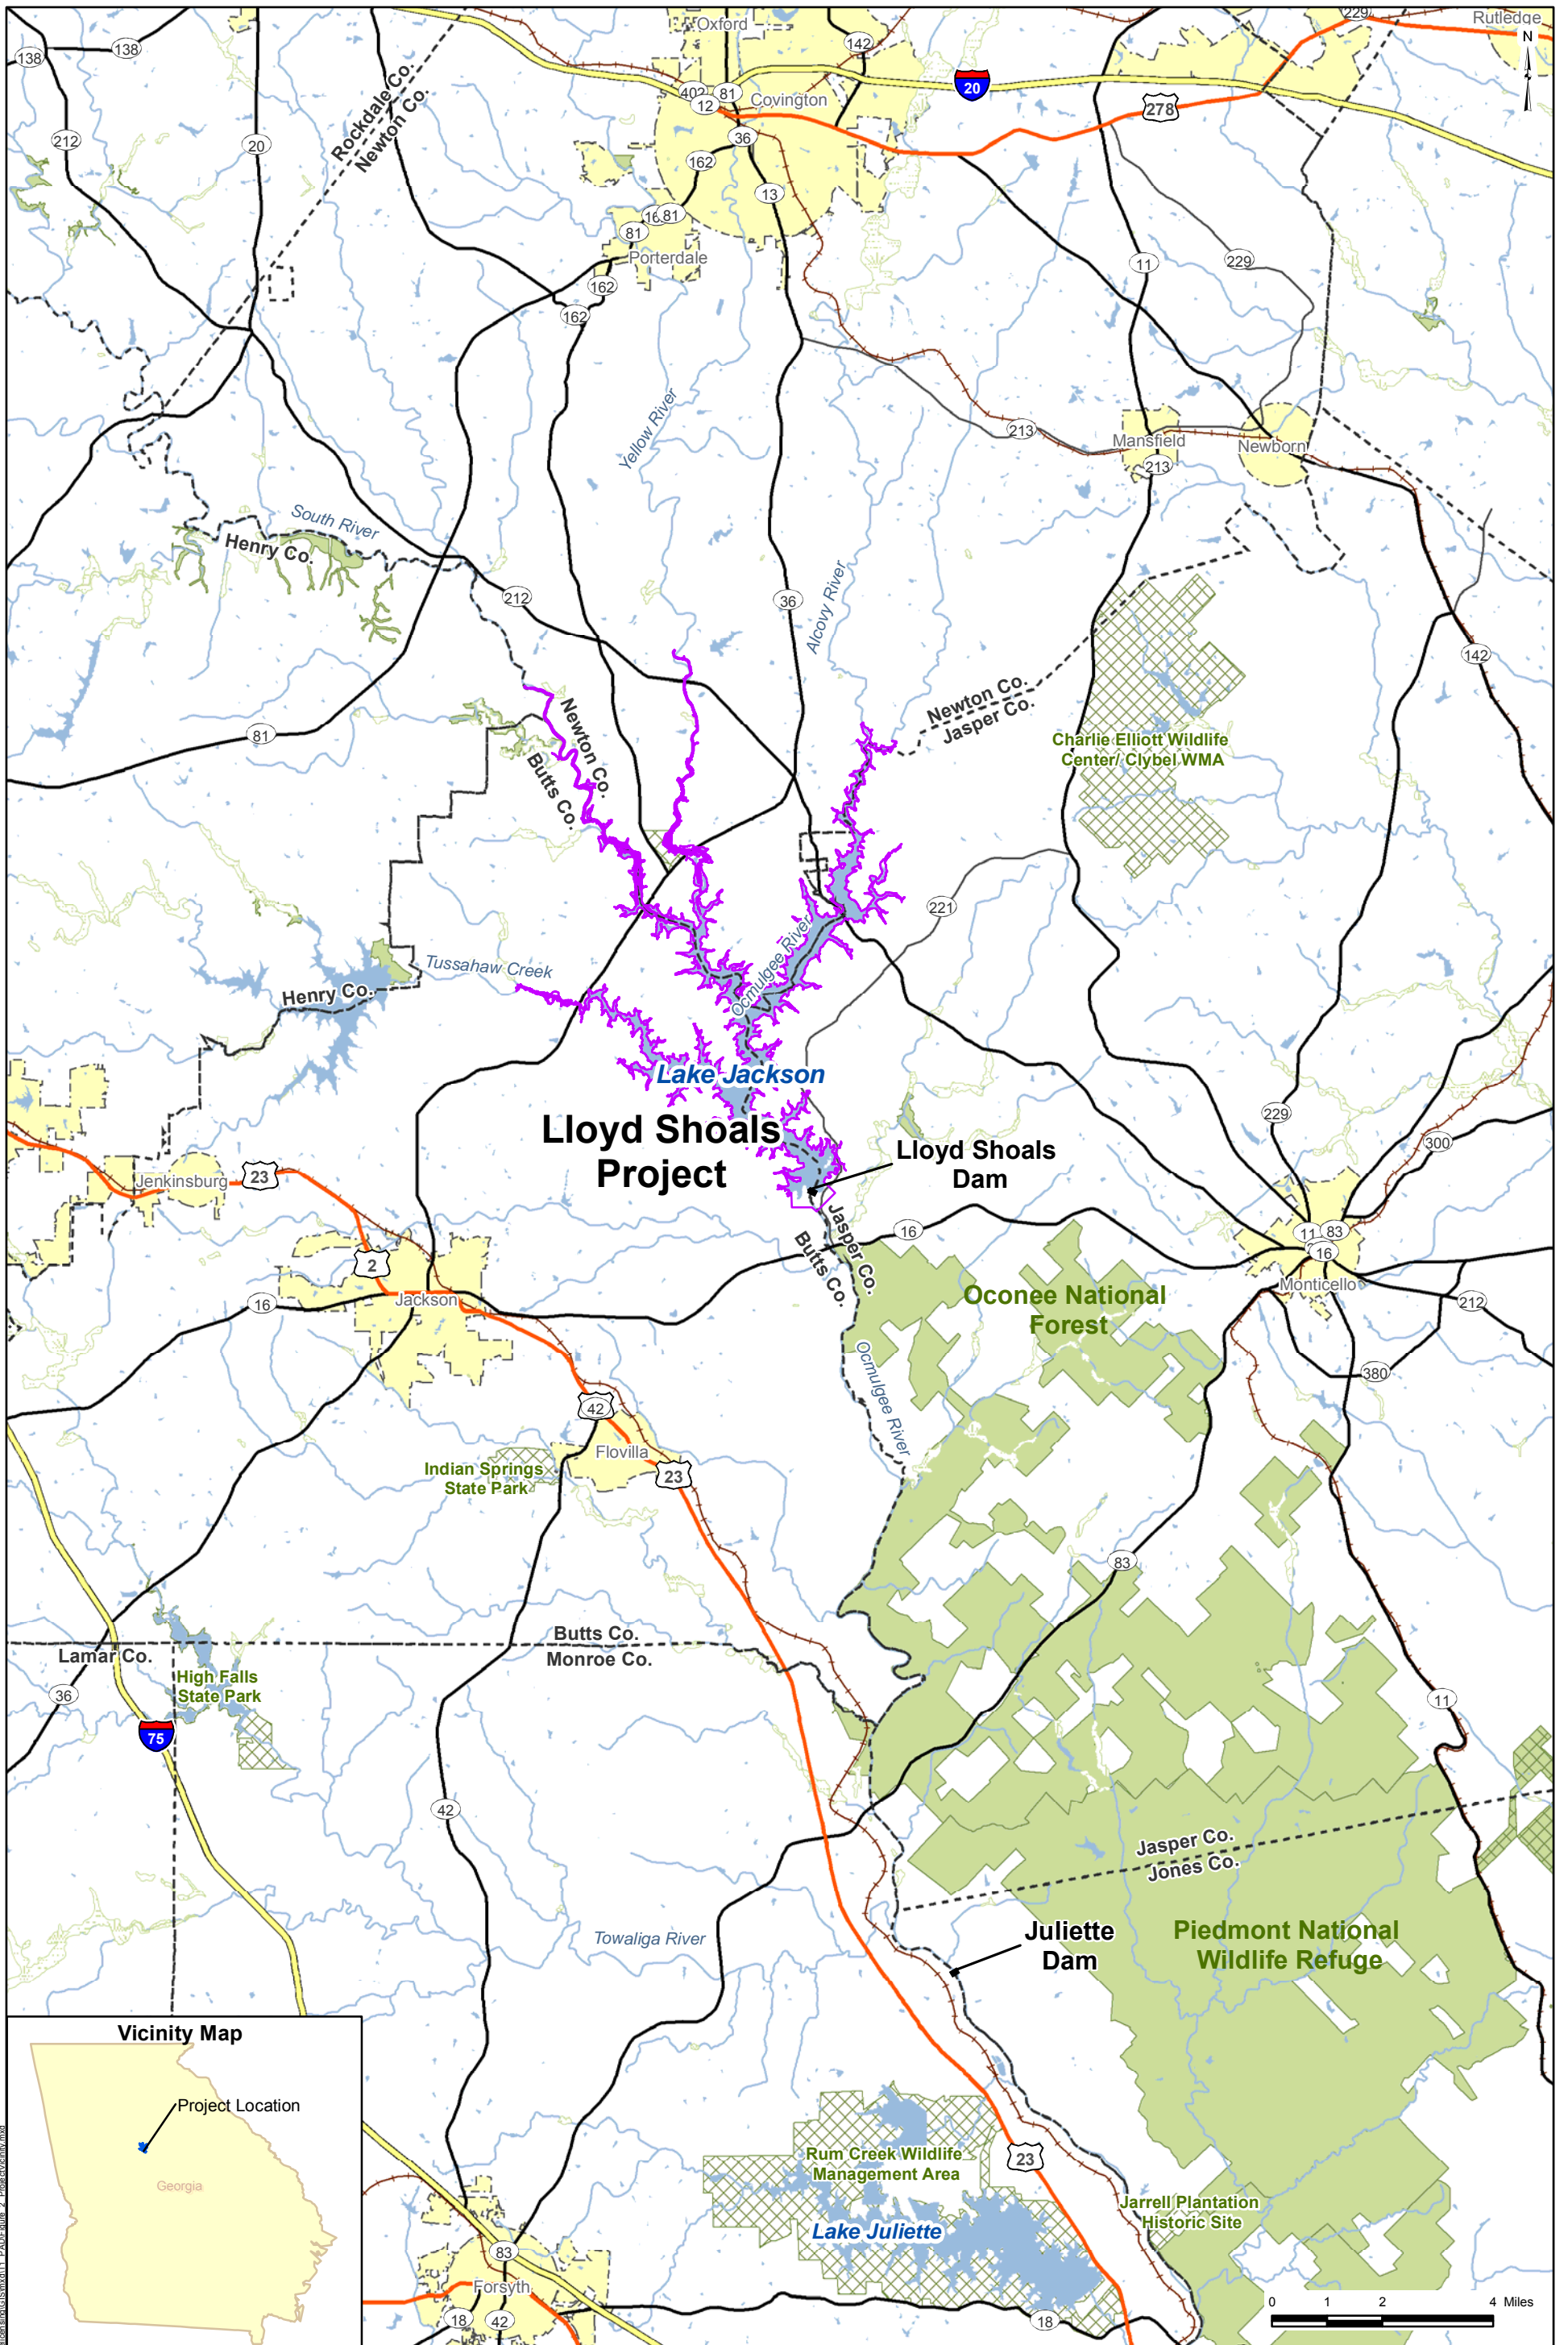 Oxford
229
Rutledge
N
138
138
142
20
402
81
12
Covington
278
Rockdale Co.
Newton Co.
212
20
36
162
13
81
81
Porterdale
162
162
11
229
Yellow River
213
Mansfield
Newborn
213
South River
Henry Co.
212
36
Alcovy River
142
Newton Co.
Jasper Co.
Newton Co.
Butts Co.
81
Charlie Elliott Wildlife
Center/ Clybel WMA
221
Ocmulgee River
Tussahaw Creek
Henry Co.
Lake Jackson
Lloyd Shoals
Project
Lloyd Shoals
Dam
229
300
Jenkinsburg
23
Jasper Co.
Butts Co.
16
11
83
16
Monticello
2
Jackson
16
Oconee National
Forest
212
380
Ocmulgee River
42
Flovilla
23
Indian Springs
State Park
83
Butts Co.
Monroe Co.
Lamar Co.
High Falls
State Park
36
75
11
42
Jasper Co.
Jones Co.
Towaliga River
Juliette
Dam
Piedmont National
Wildlife Refuge
Vicinity Map
Project Location
Georgia
Rum Creek Wildlife
Management Area
23
Lake Juliette
Jarrell Plantation
Historic Site
83
Forsyth
18
42
18
0 1 2 4 Miles